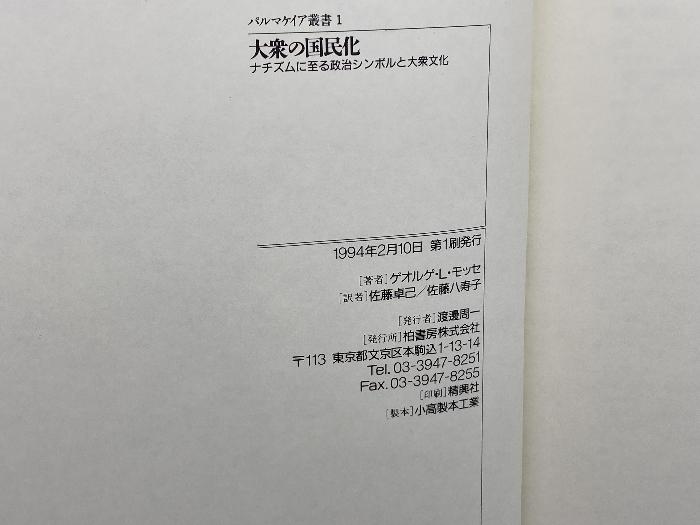 パルマケイア叢書 1
大衆の国民化
ナチズムに至る政治シンボルと大衆文化
1994年2月10日 第1刷発行
[著者]ゲオルゲ・L・モッセ
[訳者]佐藤卓己/佐藤八寿子
[発行者]渡邊周一
[発行所]柏書房株式会社
〒113 東京都文京区本駒込1-13-14
Tel. 03-3947-8251
Fax. 03-3947-8255
[印刷]精興社
[製本]小高製本工業